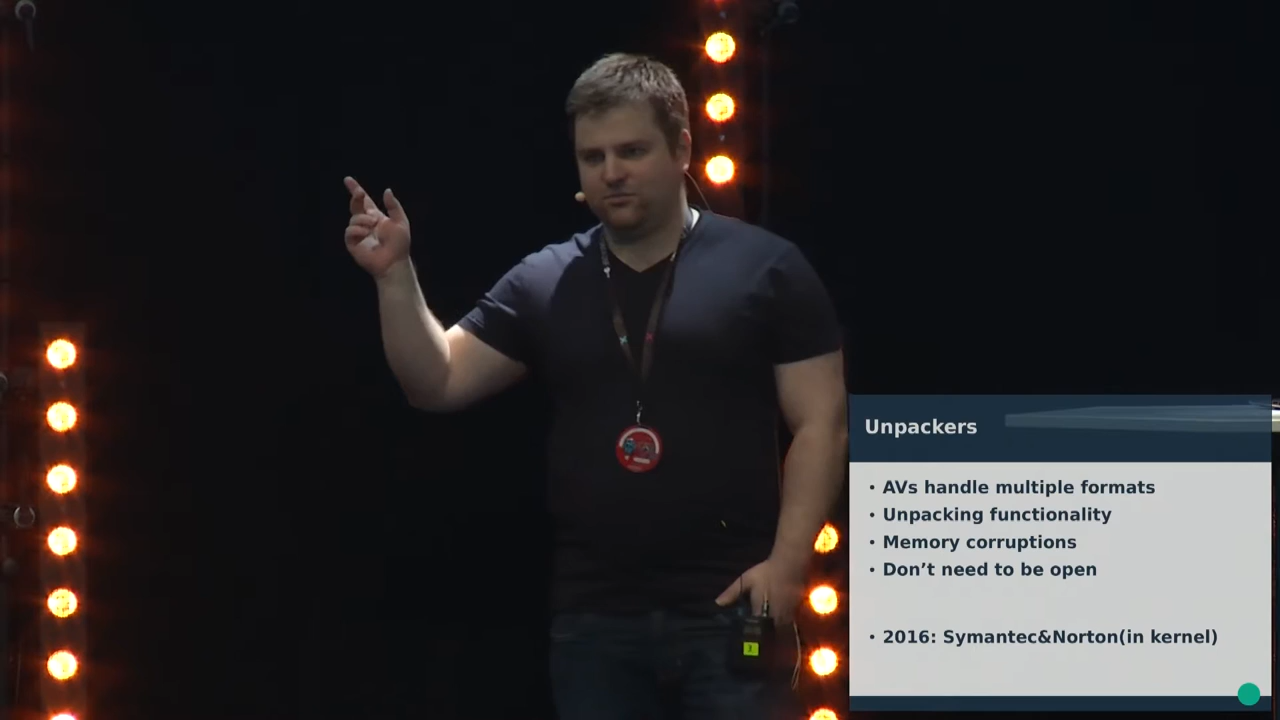 Unpackers
• AVs handle multiple formats
• Unpacking functionality
• Memory corruptions
• Don’t need to be open
• 2016: Symantec&Norton(in kernel)